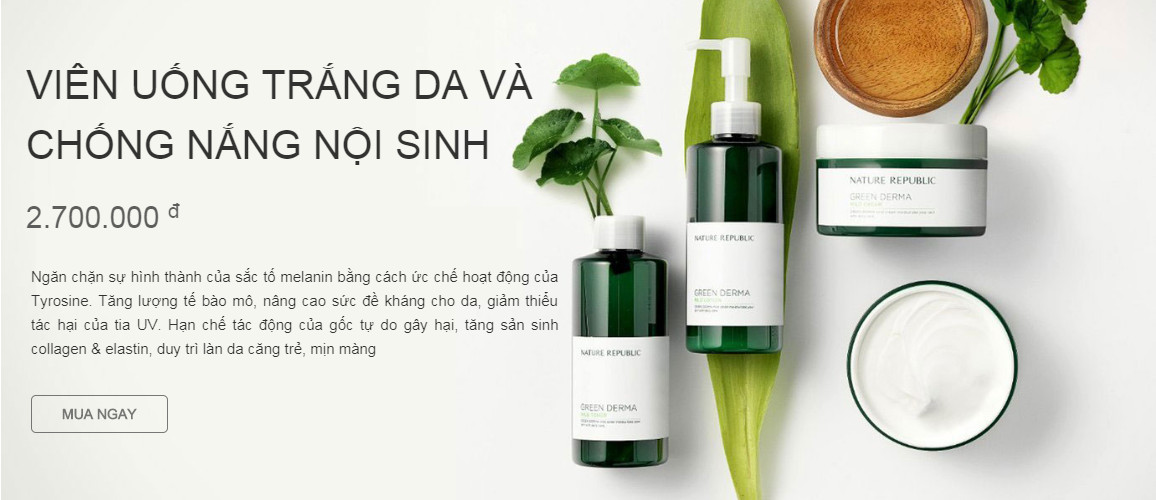 VIÊN UỐNG TRẮNG DA VÀ
CHỐNG NẮNG NỘI SINH
2.700.000 đ
Ngăn chặn sự hình thành của sắc tố melanin bằng cách ức chế hoạt động của
Tyrosine. Tăng lượng tế bào mô, nâng cao sức đề kháng cho da, giảm thiểu
tác hại của tia UV. Hạn chế tác động của gốc tự do gây hại, tăng sản sinh
collagen & elastin, duy trì làn da căng trẻ, mịn màng
MUA NGAY
NATURE REPUBLIC
GREEN DERMA
MILD TONER
NATURE REPUBLIC
GREEN DERMA
NATURE REPUBLIC
GREEN DERMA
MILD CREAM